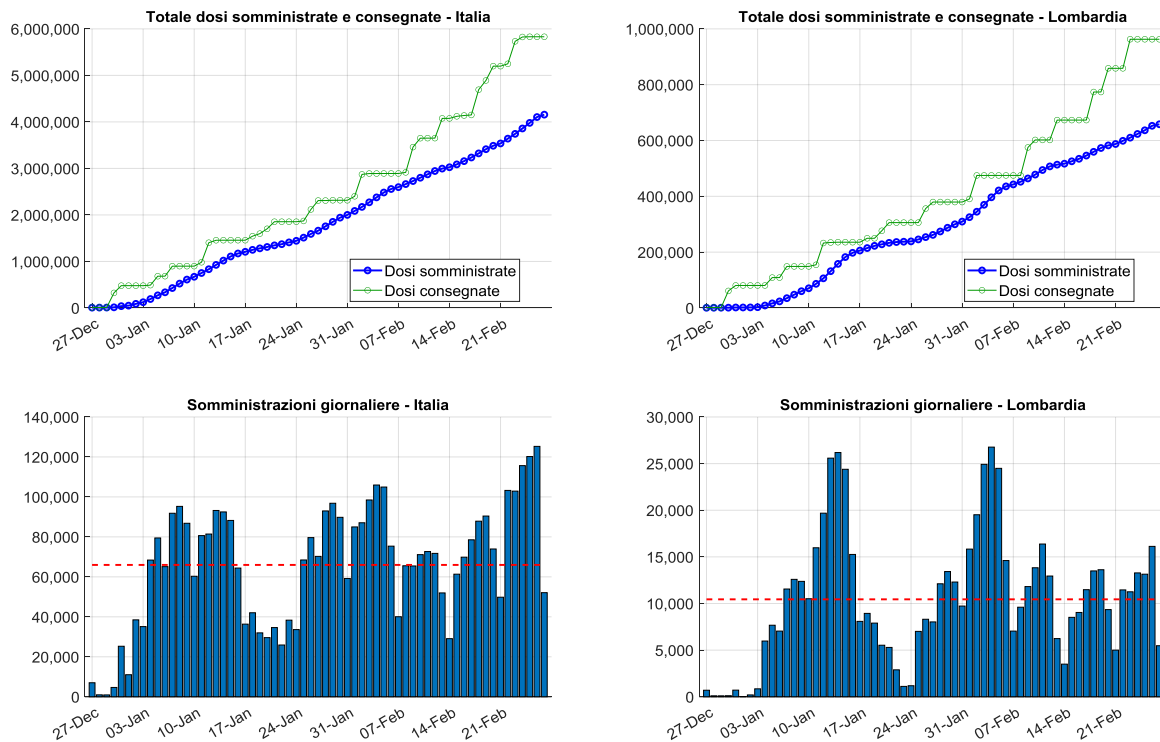 Totale dosi somministrate e consegnate - Italia
6,000,000
5,000,000
4,000,000
3,000,000
2,000,000
1,000,000
0
Dosi somministrate
Dosi consegnate
27-Dec 03-Jan 10-Jan 17-Jan 24-Jan 31-Jan 07-Feb 14-Feb 21-Feb
Totale dosi somministrate e consegnate - Lombardia
1,000,000
800,000
600,000
400,000
200,000
0
Dosi somministrate
Dosi consegnate
27-Dec 03-Jan 10-Jan 17-Jan 24-Jan 31-Jan 07-Feb 14-Feb 21-Feb
Somministrazioni giornaliere - Italia
140,000
120,000
100,000
80,000
60,000
40,000
20,000
0
27-Dec 03-Jan 10-Jan 17-Jan 24-Jan 31-Jan 07-Feb 14-Feb 21-Feb
Somministrazioni giornaliere - Lombardia
30,000
25,000
20,000
15,000
10,000
5,000
0
27-Dec 03-Jan 10-Jan 17-Jan 24-Jan 31-Jan 07-Feb 14-Feb 21-Feb